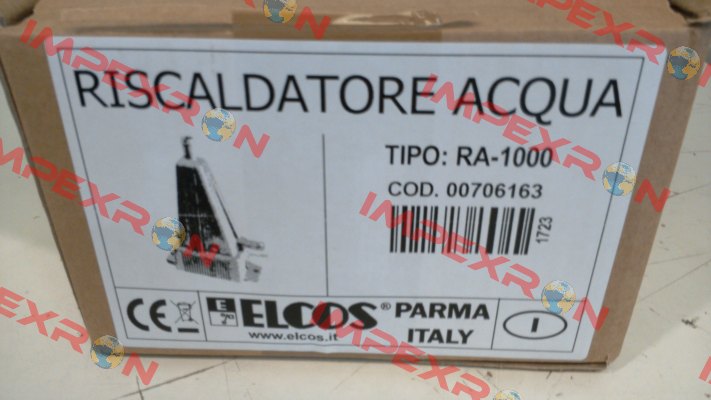 RISCALDATORE ACQUA
TIPO: RA-1000
COD. 00706163
1723
CE
E
ELCOS® PARMA
ITALY
www.elcos.it
I
IMPEXRON